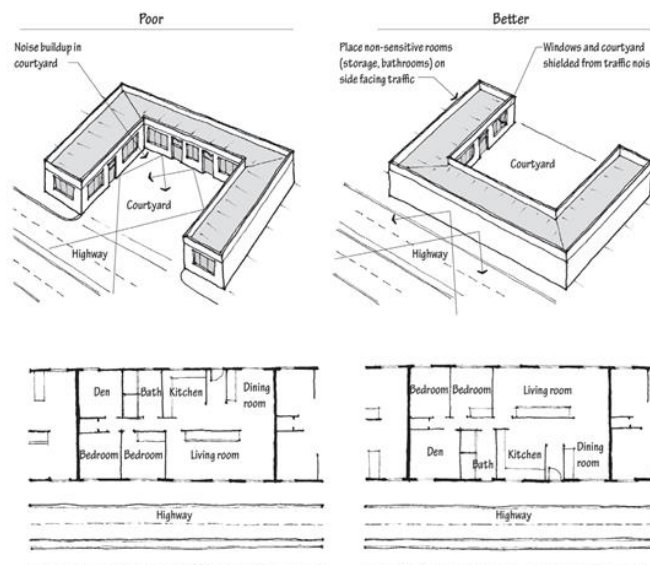 Poor
Better
Noise buildup in
courtyard
Courtyard
Highway
Place non-sensitive rooms
(storage, bathrooms) on
side facing traffic
Windows and courtyard
shielded from traffic nois
Courtyard
Highway
Den
Bath
Kitchen
Dining
room
Bedroom
Bedroom
Living room
Highway
Bedroom
Bedroom
Living room
Den
Bath
Kitchen
Dining
room
Highway